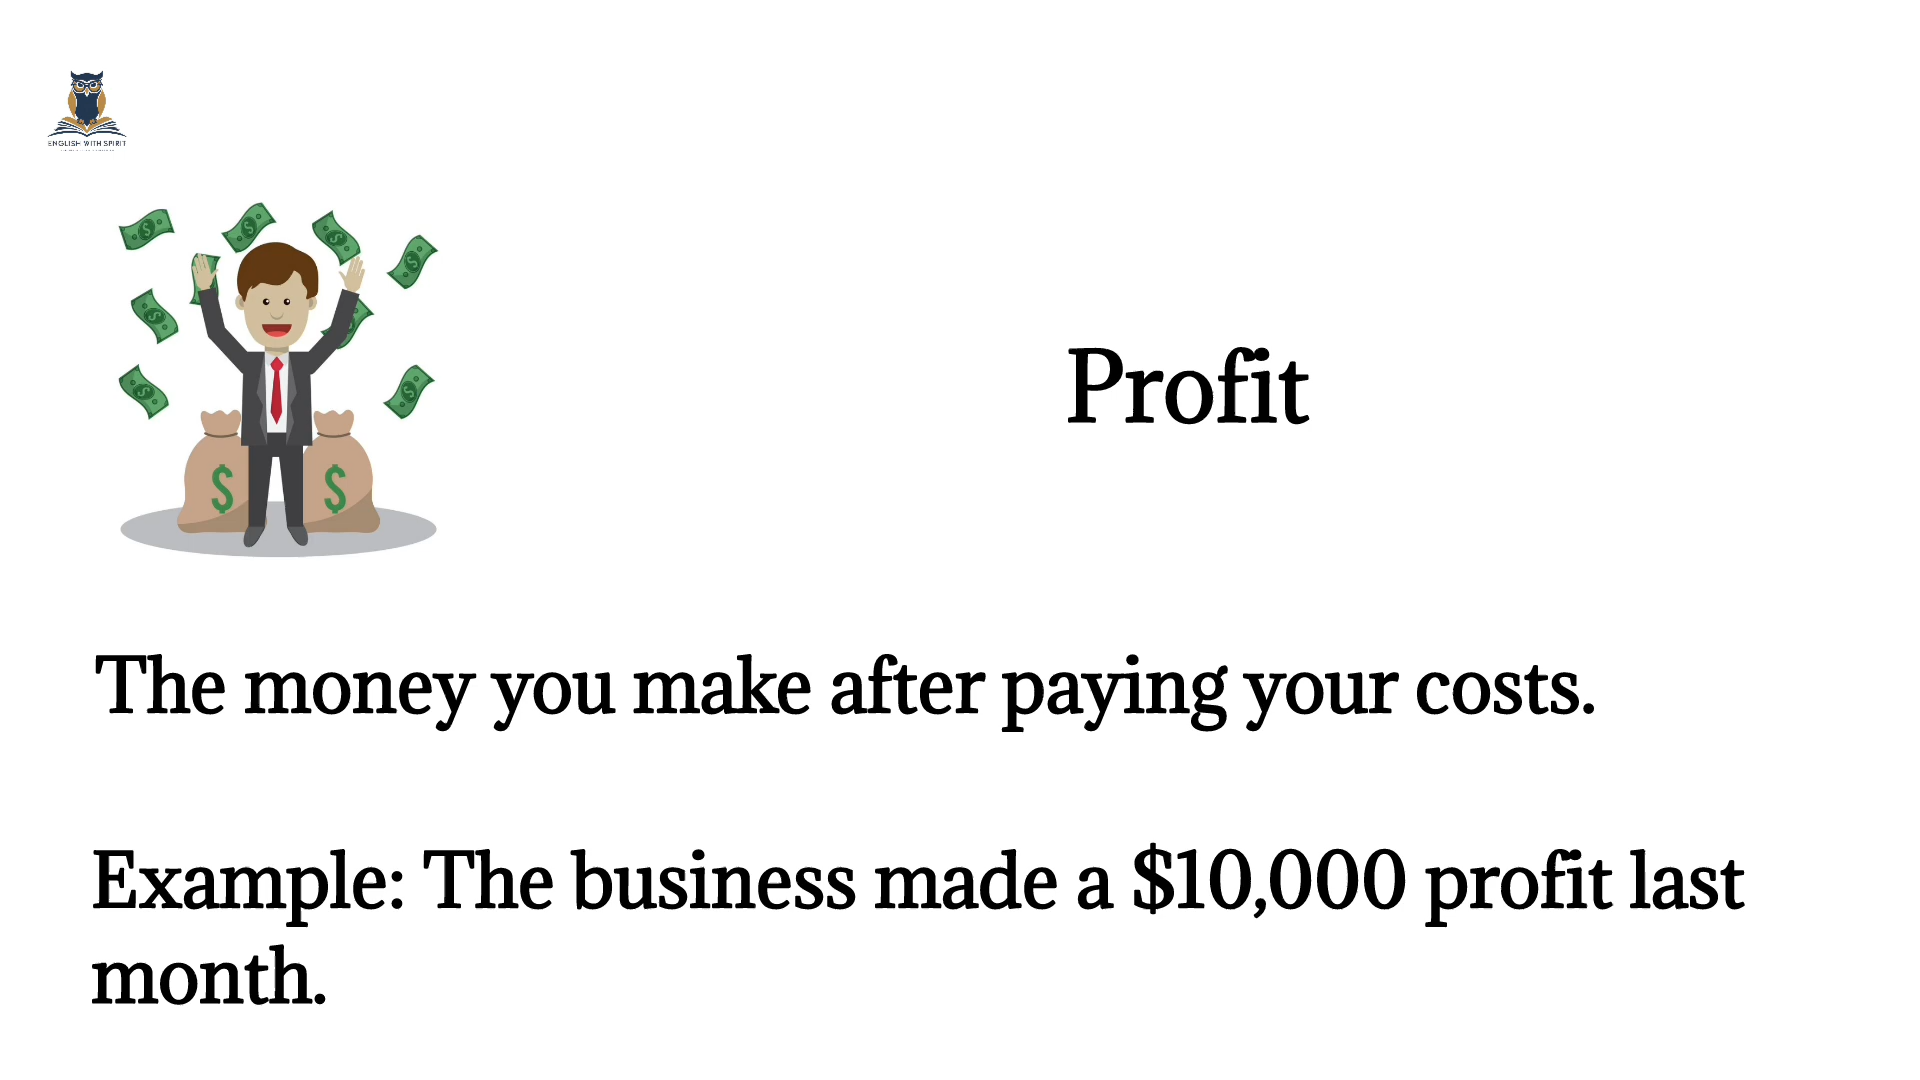 ENGLISH WITH SPIRIT
Profit
$ $
The money you make after paying your costs.
Example: The business made a $10,000 profit last
month.